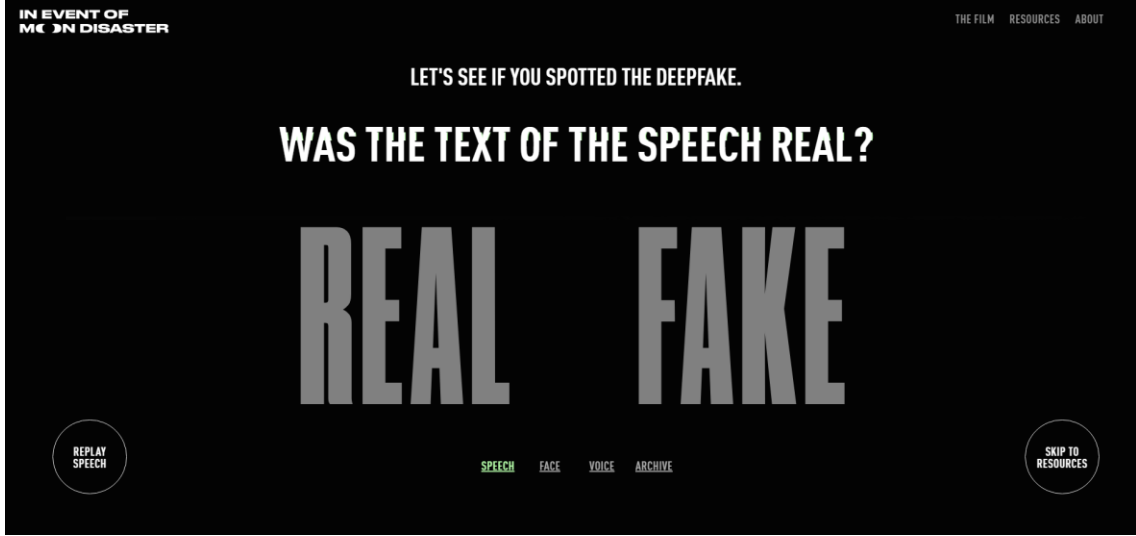 IN EVENT OF
MOON DISASTER
THE FILM RESOURCES ABOUT
LET'S SEE IF YOU SPOTTED THE DEEPFAKE.
WAS THE TEXT OF THE SPEECH REAL?
REAL FAKE
REPLAY
SPEECH
SPEECH FACE VOICE ARCHIVE
SKIP TO
RESOURCES